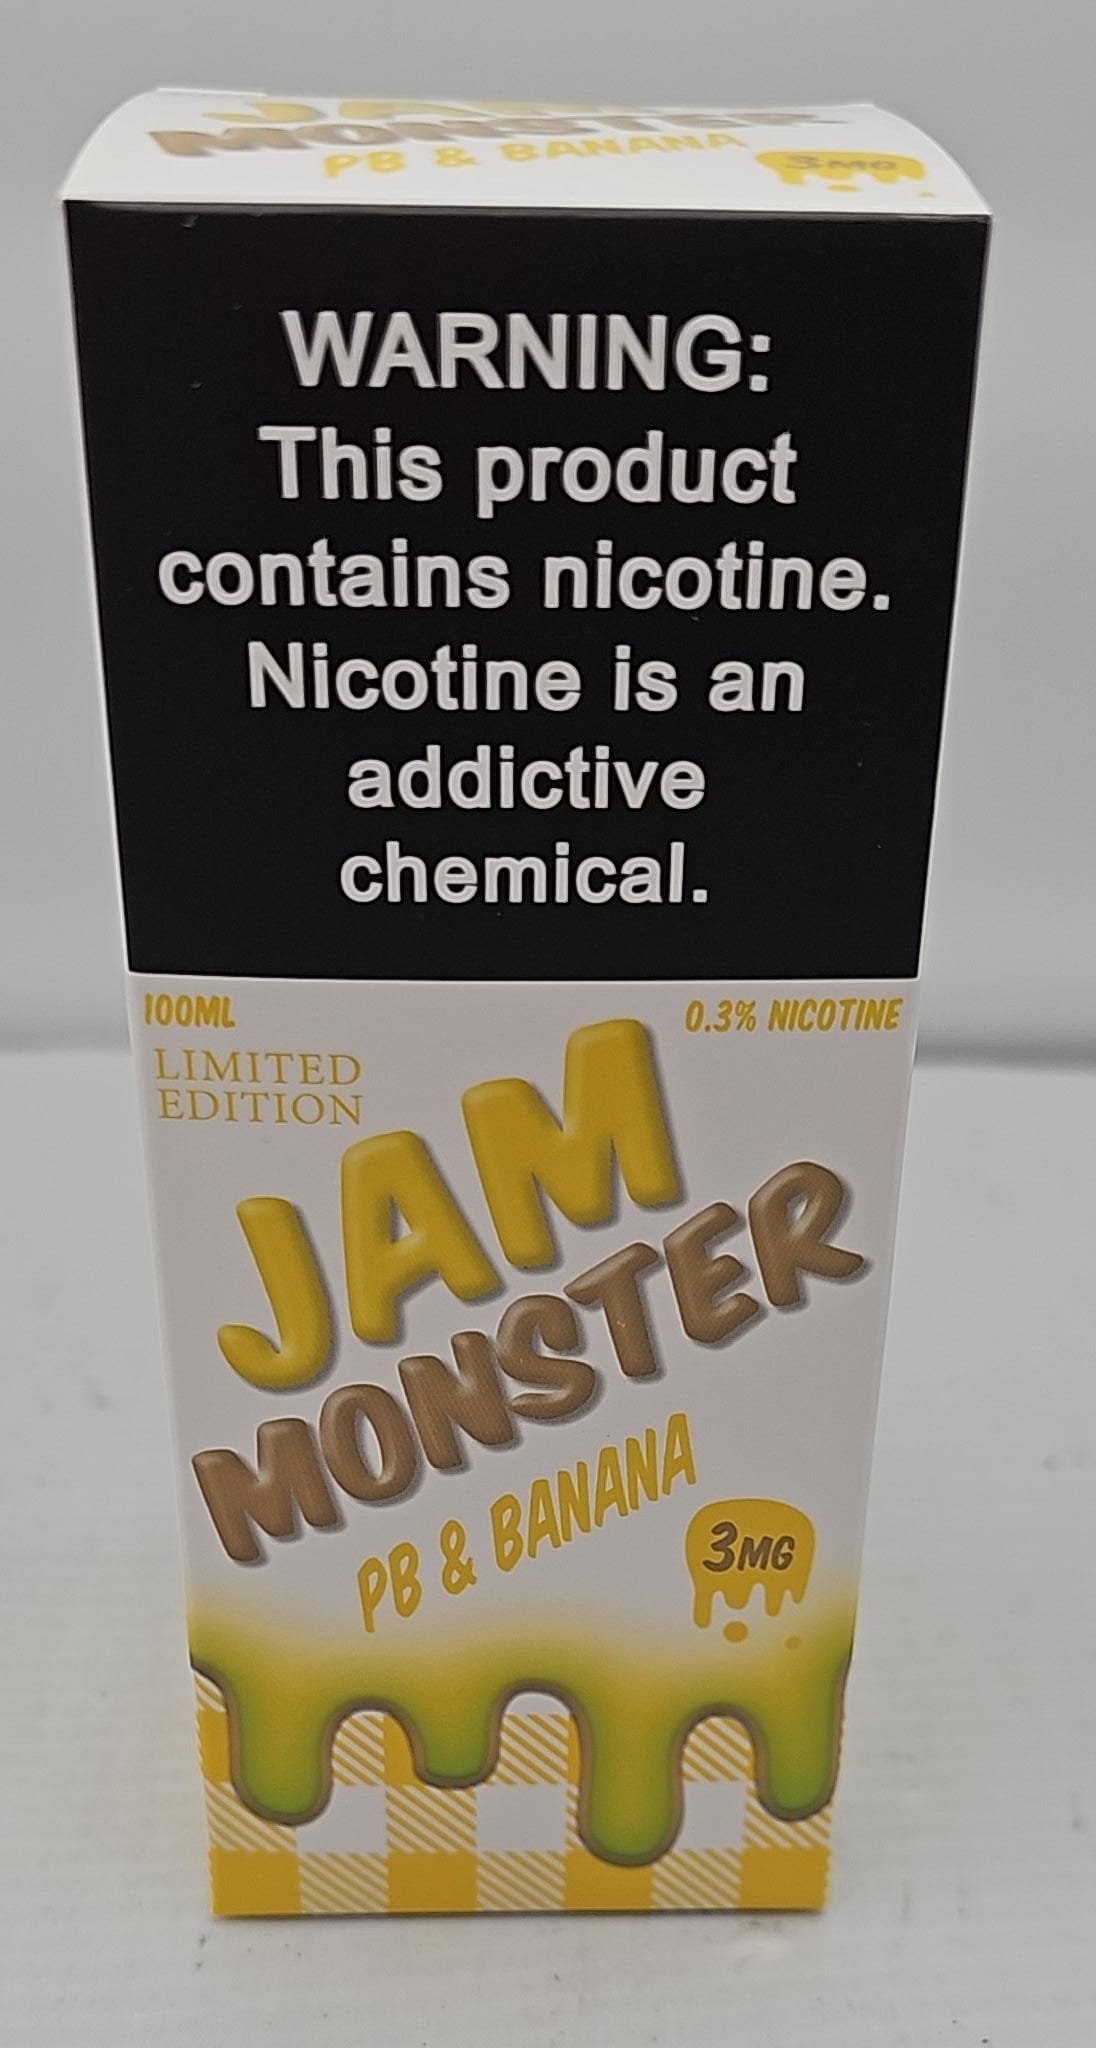 JAM
MONSTER
PB & BANANA
3MG
WARNING:
This product
contains nicotine.
Nicotine is an
addictive
chemical.
100ML
0.3% NICOTINE
LIMITED
EDITION
JAM
MONSTER
PB & BANANA
3MG